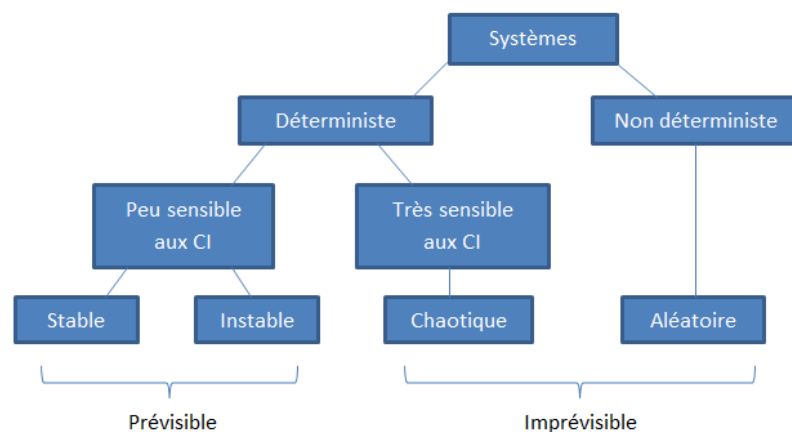 Systèmes
Déterministe
Non déterministe
Peu sensible
aux CI
Très sensible
aux CI
Stable
Instable
Chaotique
Aléatoire
Prévisible
Imprévisible